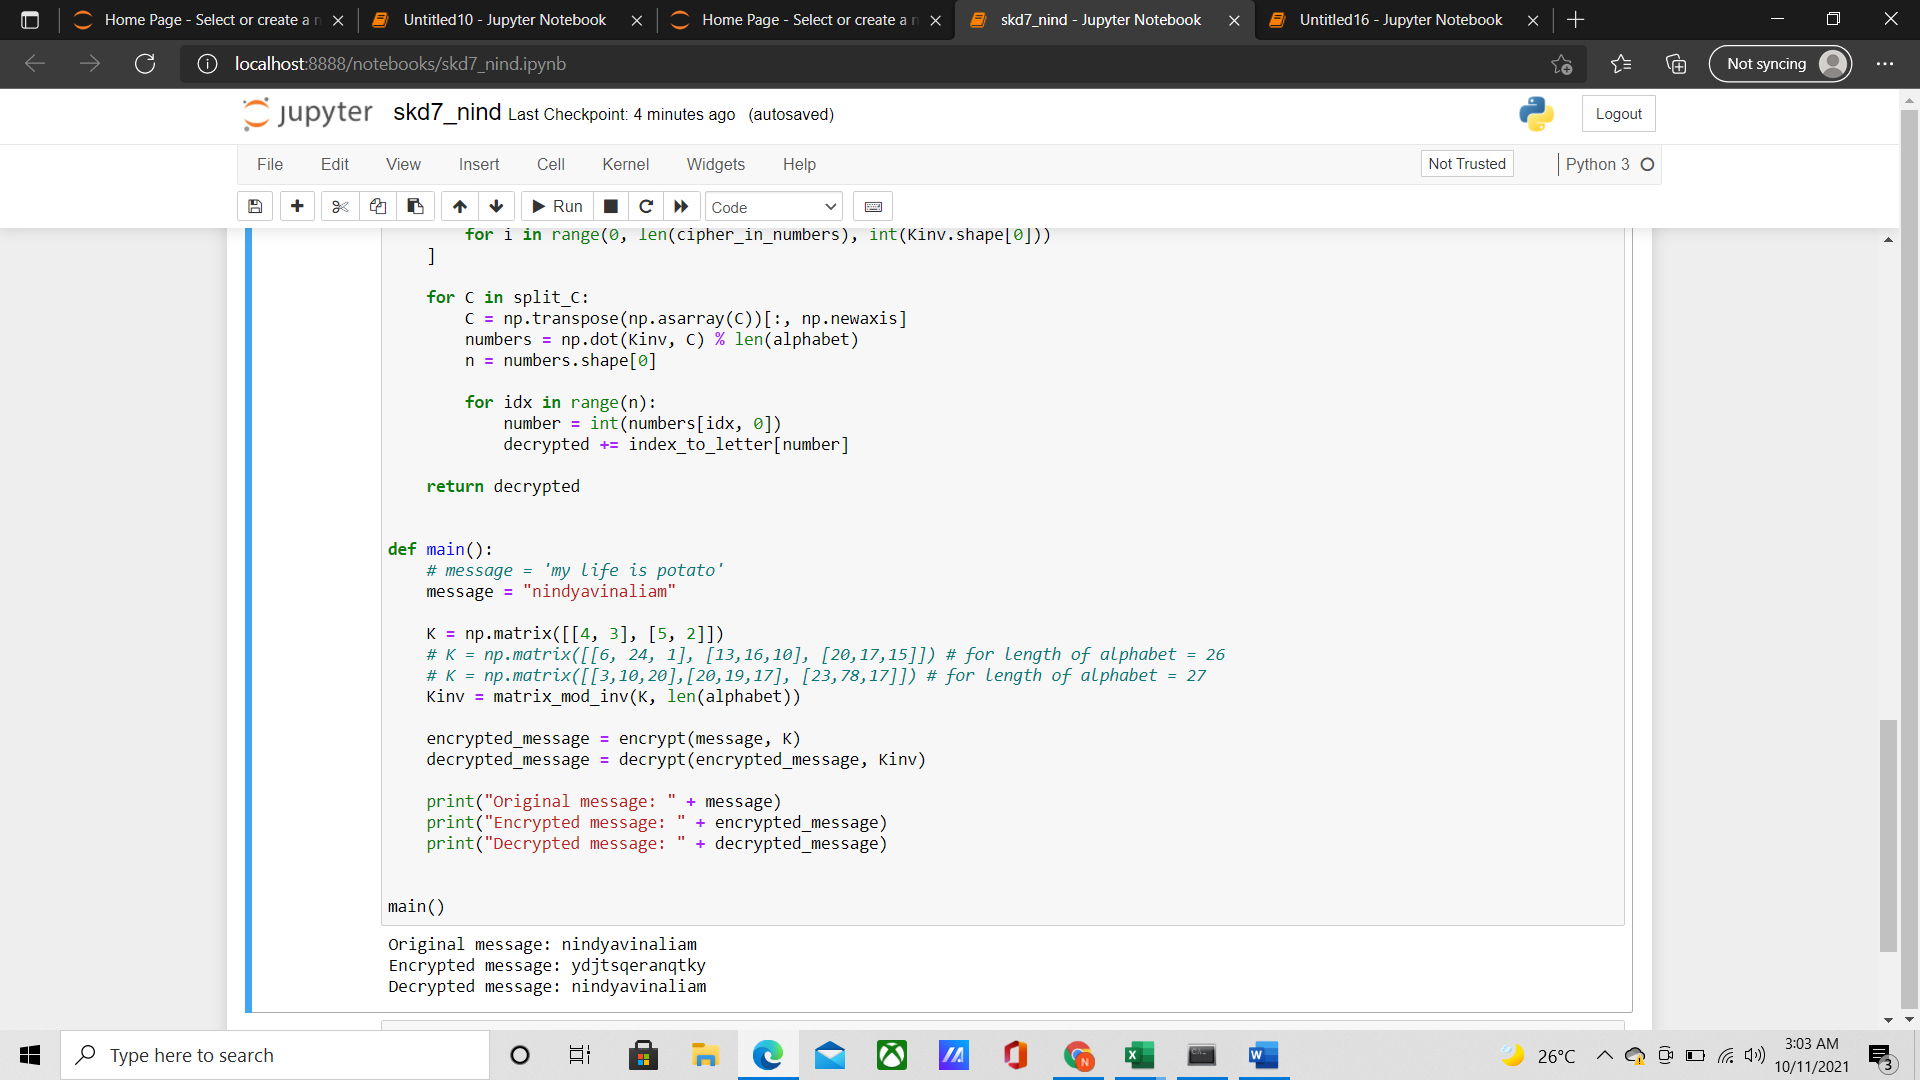 Home Page - Select or create a n
Untitled10 - Jupyter Notebook
Home Page - Select or create a n
skd7_nind - Jupyter Notebook
Untitled16 - Jupyter Notebook
localhost:8888/notebooks/skd7_nind.ipynb
Not syncing
jupyter skd7_nind Last Checkpoint: 4 minutes ago (autosaved)
Logout
File Edit View Insert Cell Kernel Widgets Help
Not Trusted
Python 3
Run
Code
for i in range(0, len(cipher_in_numbers), int(Kinv.shape[0]))
]
for C in split_C:
C = np.transpose(np.asarray(C))[:, np.newaxis]
numbers = np.dot(Kinv, C) % len(alphabet)
n = numbers.shape[0]
for idx in range(n):
number = int(numbers[idx, 0])
decrypted += index_to_letter[number]
return decrypted
def main():
# message = 'my life is potato'
message = "nindyavinaliam"
K = np.matrix([[4, 3], [5, 2]])
# K = np.matrix([[6, 24, 1], [13,16,10], [20,17,15]]) # for length of alphabet = 26
# K = np.matrix([[3,10,20],[20,19,17], [23,78,17]]) # for length of alphabet = 27
Kinv = matrix_mod_inv(K, len(alphabet))
encrypted_message = encrypt(message, K)
decrypted_message = decrypt(encrypted_message, Kinv)
print("Original message: " + message)
print("Encrypted message: " + encrypted_message)
print("Decrypted message: " + decrypted_message)
main()
Original message: nindyavinaliam
Encrypted message: ydjtsqeranqtky
Decrypted message: nindyavinaliam
Type here to search
26°C
3:03 AM
10/11/2021
3